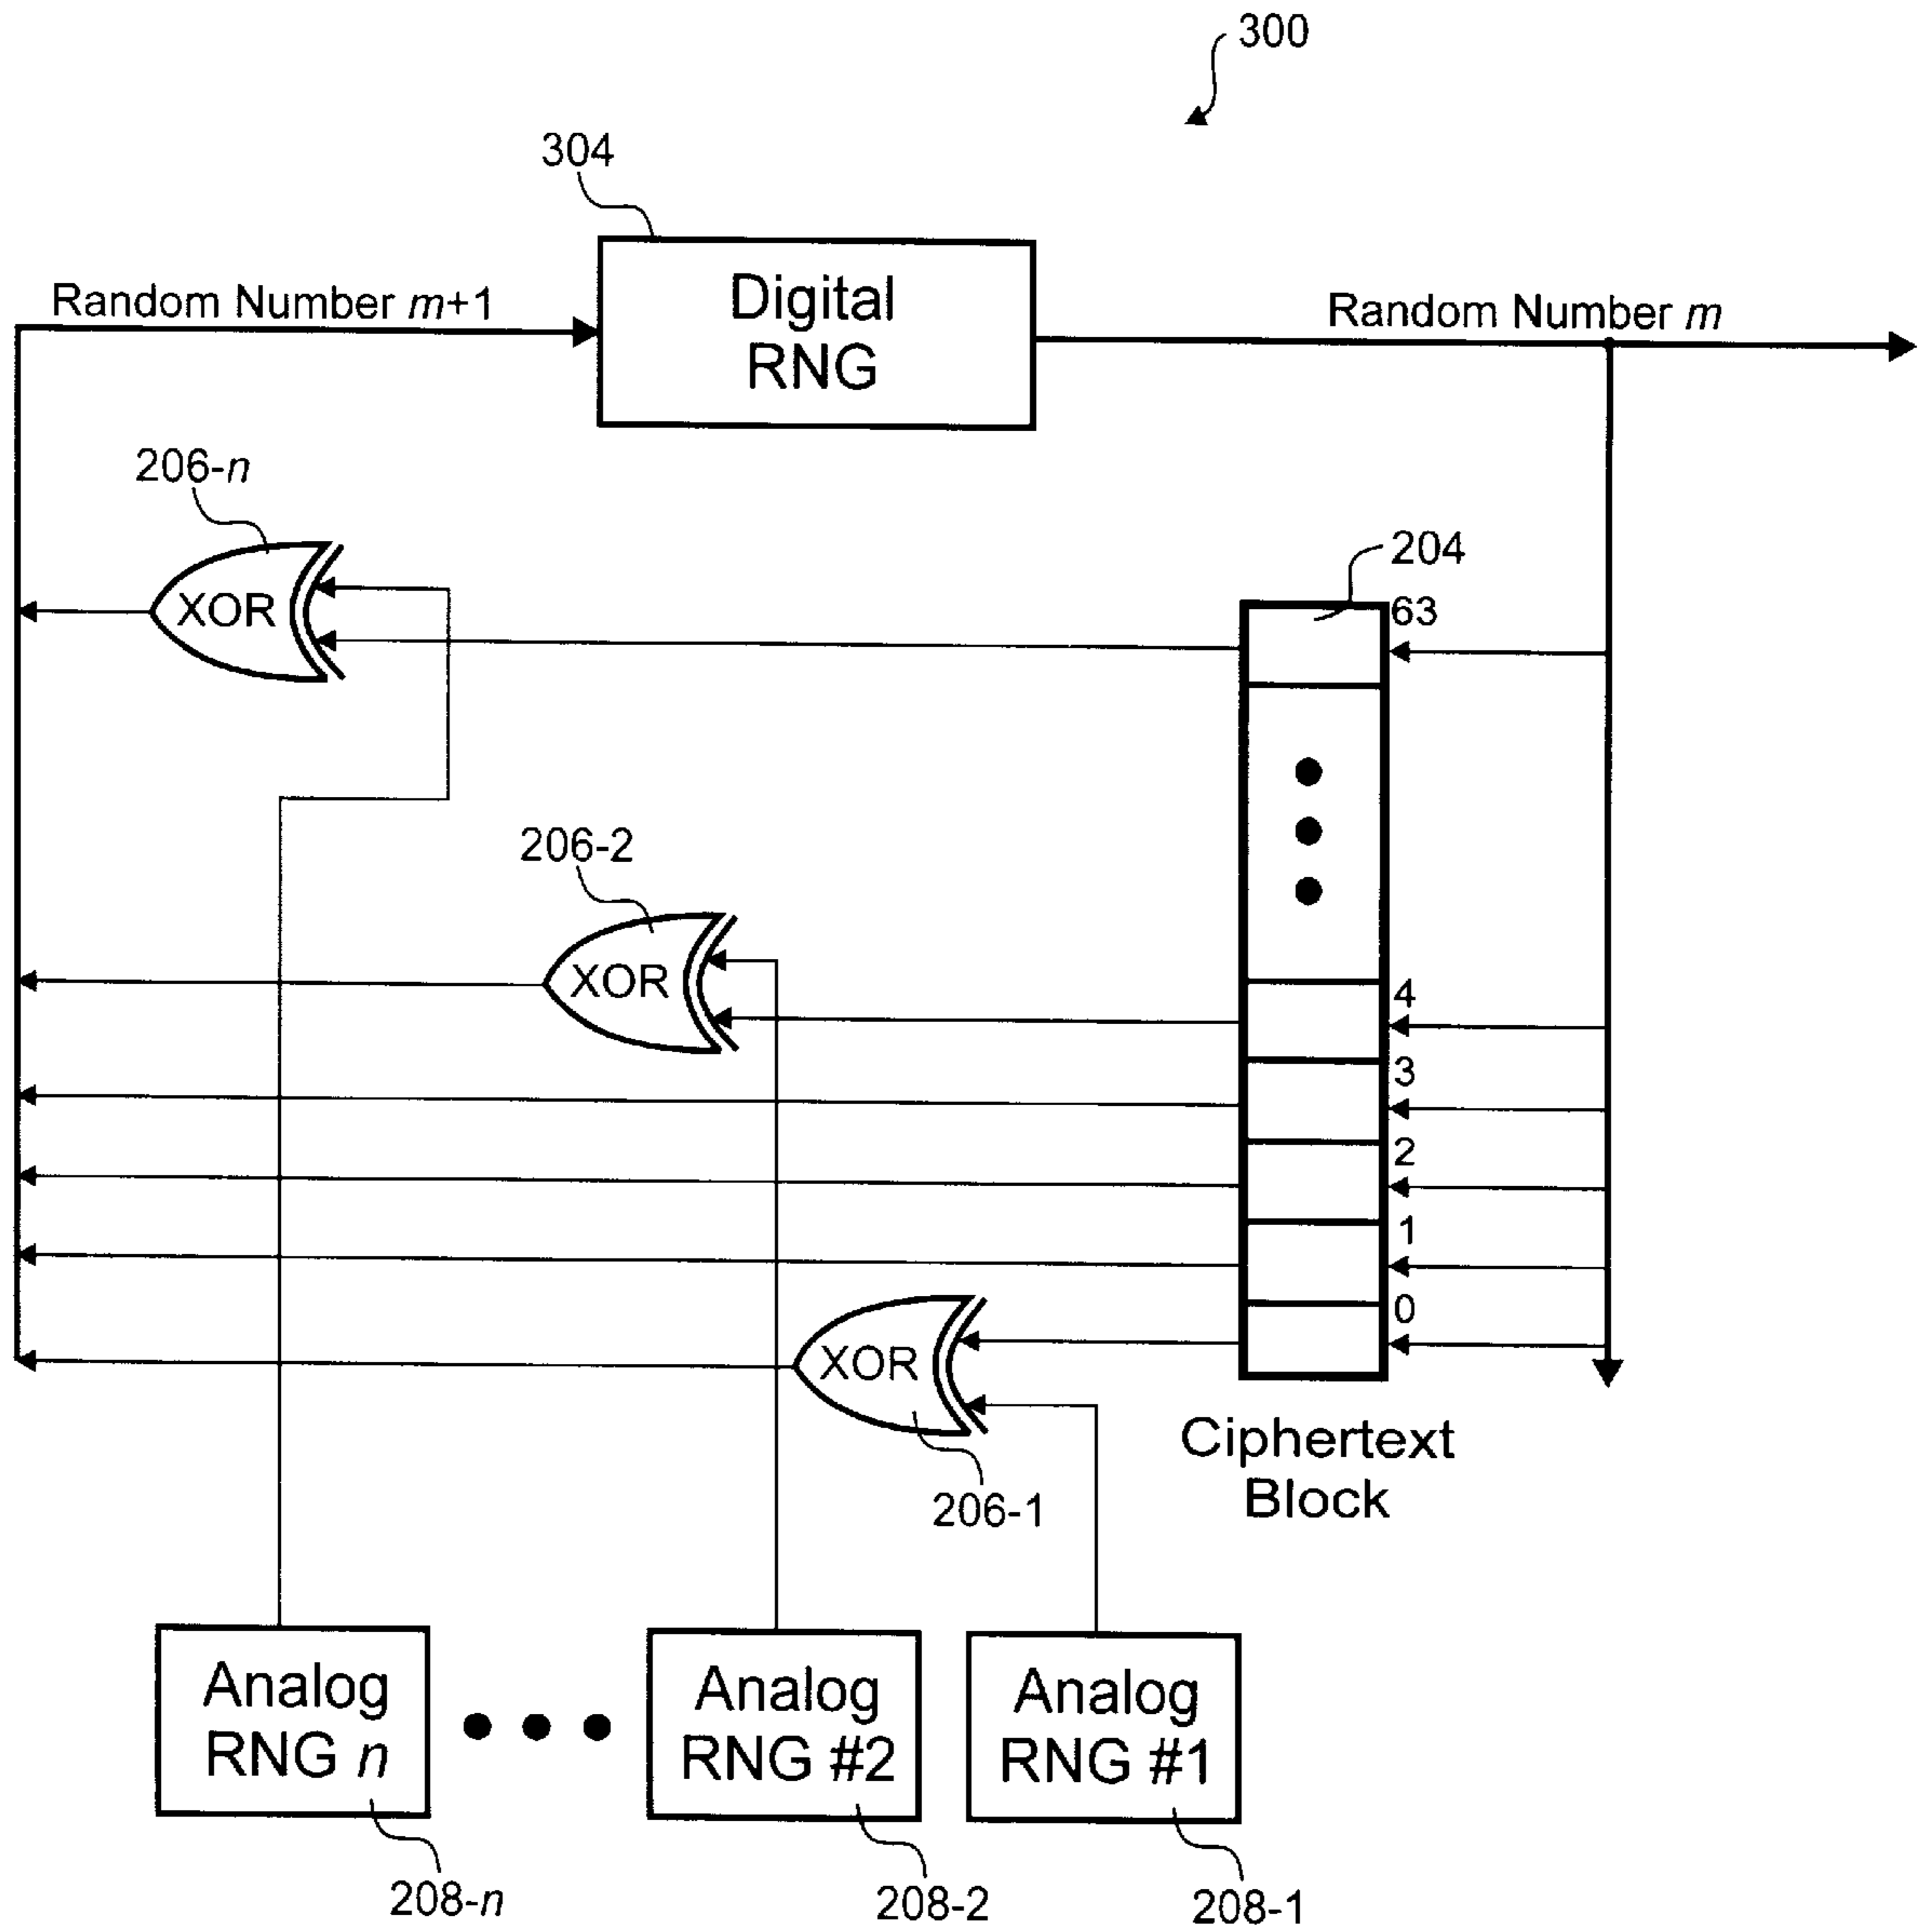 300
304
Random Number m+1
Digital
RNG
Random Number m
206-n
204
XOR
63
206-2
XOR
4
3
2
1
0
XOR
206-1
Ciphertext
Block
Analog
RNG n
Analog
RNG #2
Analog
RNG #1
208-n
208-2
208-1